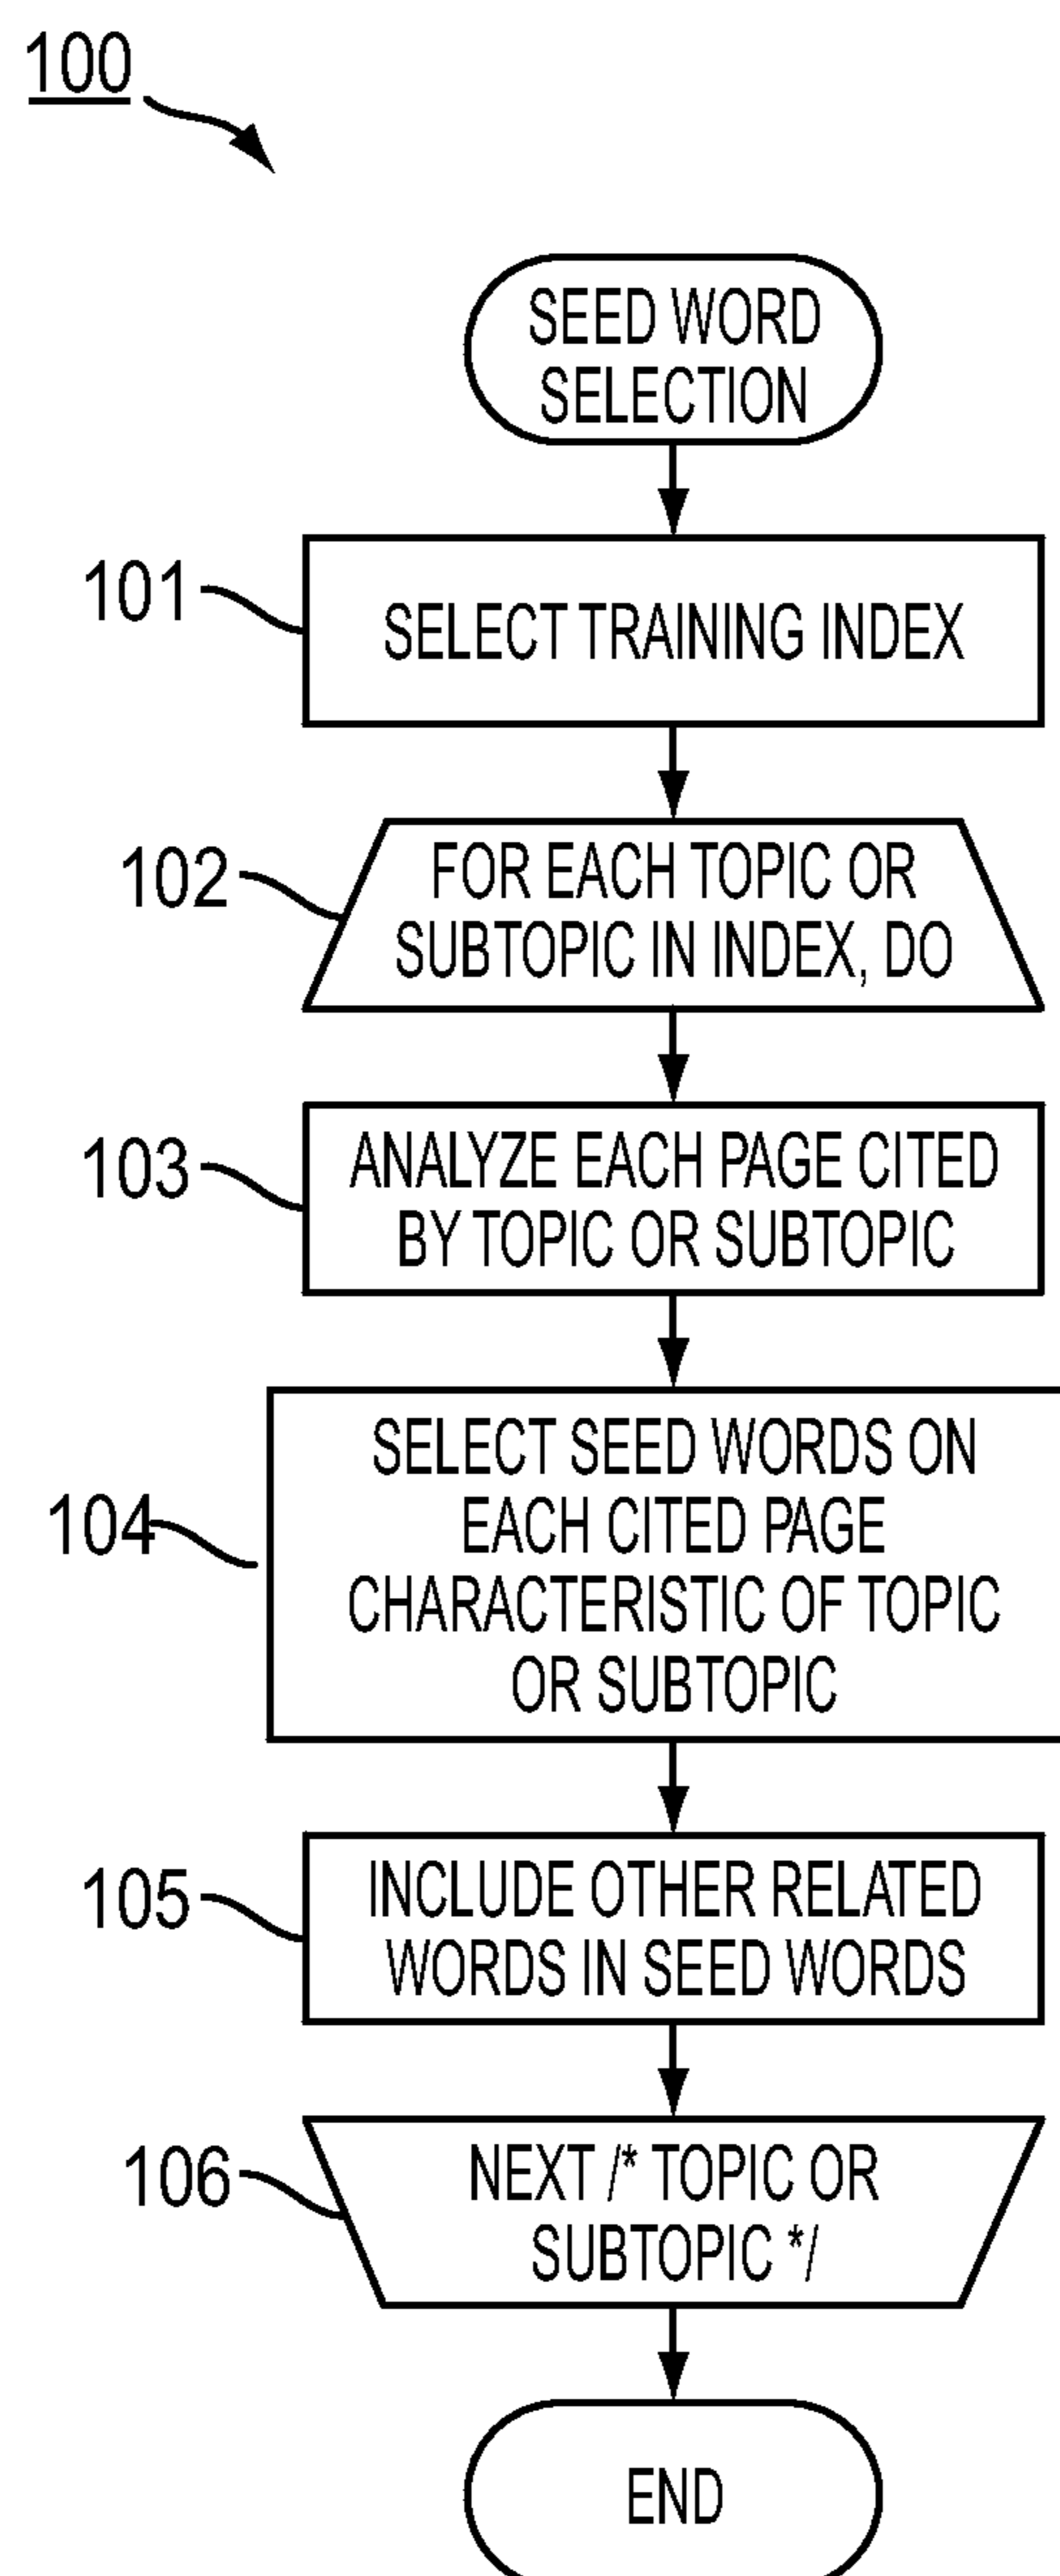 100
SEED WORD
SELECTION
101
SELECT TRAINING INDEX
102
FOR EACH TOPIC OR
SUBTOPIC IN INDEX, DO
103
ANALYZE EACH PAGE CITED
BY TOPIC OR SUBTOPIC
104
SELECT SEED WORDS ON
EACH CITED PAGE
CHARACTERISTIC OF TOPIC
OR SUBTOPIC
105
INCLUDE OTHER RELATED
WORDS IN SEED WORDS
106
NEXT /* TOPIC OR
SUBTOPIC */
END